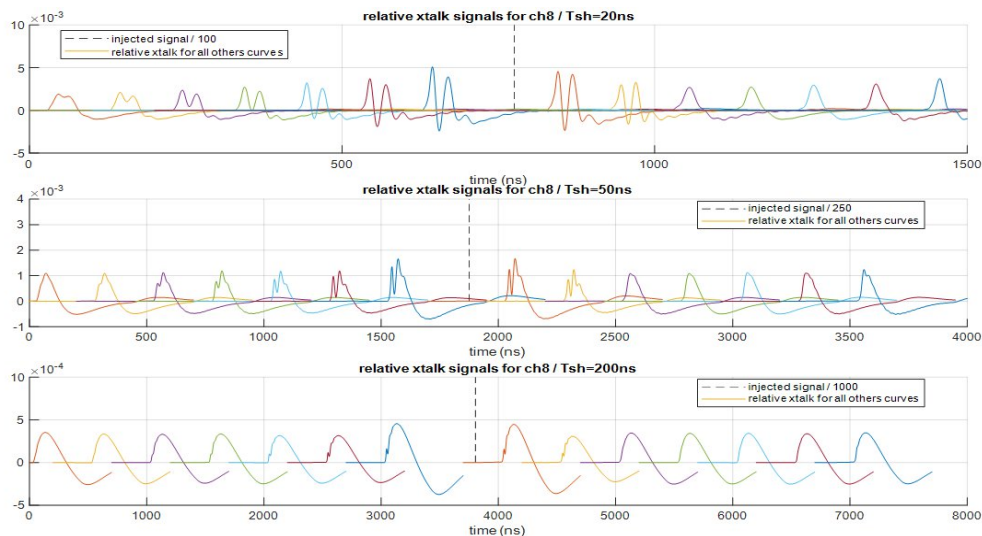 relative xtalk signals for ch8 / Tsh=20ns
×10-3
10
5
0
-5
injected signal / 100
relative xtalk for all others curves
0 500 1000 1500
time (ns)
relative xtalk signals for ch8 / Tsh=50ns
×10-3
4
3
2
1
0
-1
injected signal / 250
relative xtalk for all others curves
0 500 1000 1500 2000 2500 3000 3500 4000
time (ns)
relative xtalk signals for ch8 / Tsh=200ns
×10-4
10
5
0
-5
injected signal / 1000
relative xtalk for all others curves
0 1000 2000 3000 4000 5000 6000 7000 8000
time (ns)